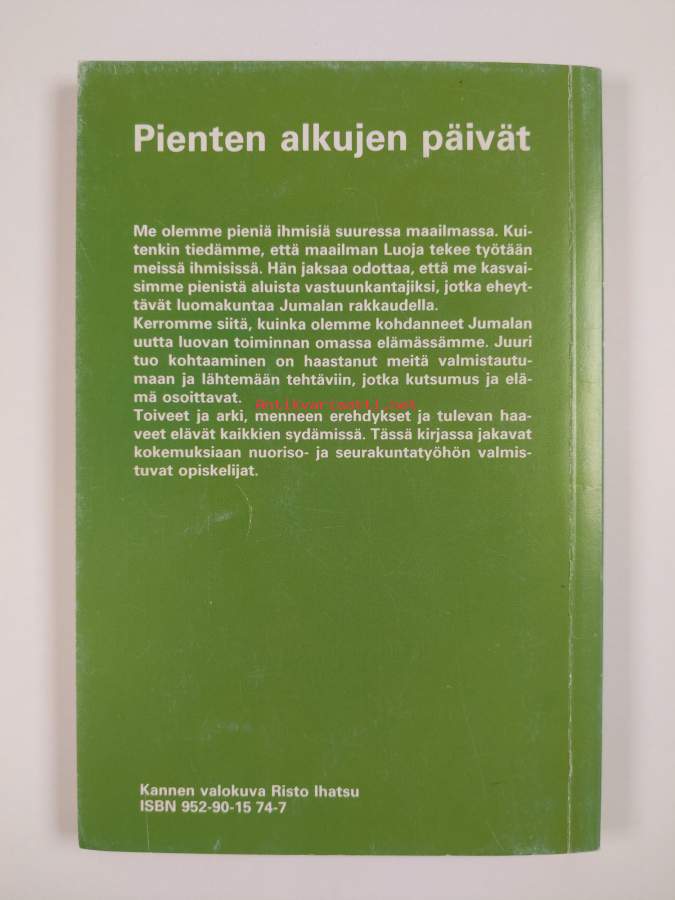 Pienten alkujen päivät
Me olemme pieniä ihmisiä suuressa maailmassa. Kui-
tenkin tiedämme, että maailman Luoja tekee työtään
meissä ihmisissä. Hän jaksaa odottaa, että me kasvai-
simme pienistä aluista vastuunkantajiksi, jotka eheyt-
tävät luomakuntaa Jumalan rakkaudella.
Kerromme siitä, kuinka olemme kohdanneet Jumalan
uutta luovan toiminnan omassa elämässämme. Juuri
tuo kohtaaminen on haastanut meitä valmistautu-
maan ja lähtemään tehtäviin, jotka kutsumus ja elä-
mä osoittavat.
Antikvariaatti.net
Toiveet ja arki, menneen erehdykset ja tulevan haa-
veet elävät kaikkien sydämissä. Tässä kirjassa jakavat
kokemuksiaan nuoriso- ja seurakuntatyöhön valmis-
tuvat opiskelijat.
Kannen valokuva Risto Ihatsu
ISBN 952-90-15 74-7